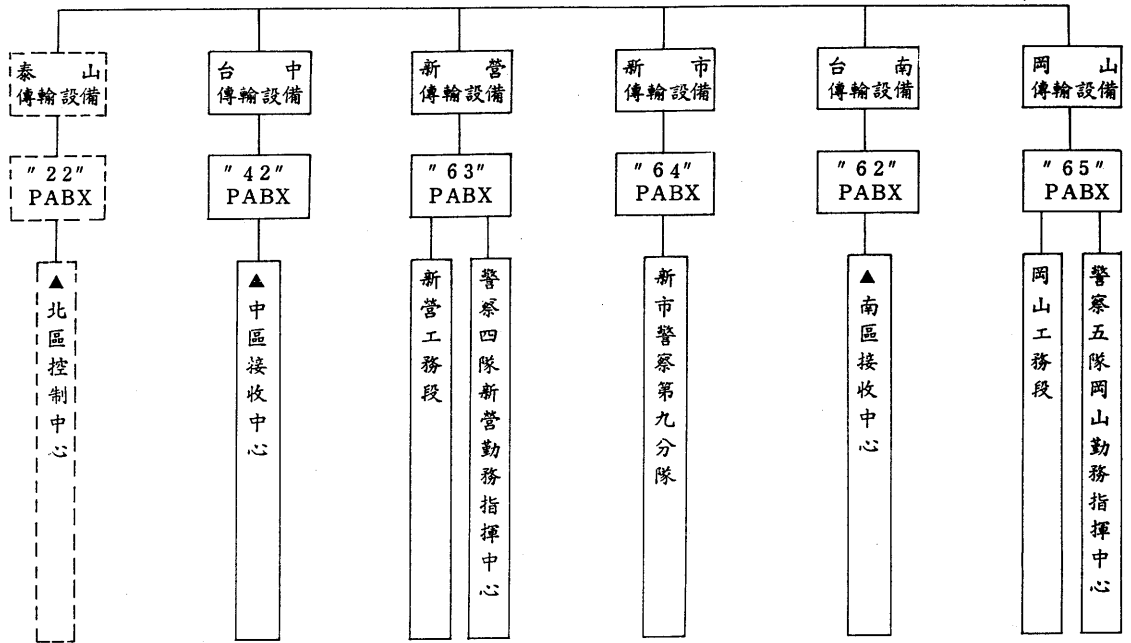 泰山
傳輸設備
台中
傳輸設備
新營
傳輸設備
新市
傳輸設備
台南
傳輸設備
岡山
傳輸設備
"22"
PABX
"42"
PABX
"63"
PABX
"64"
PABX
"62"
PABX
"65"
PABX
▲北區控制中心
▲中區接收中心
新營工務段
警察四隊新營勤務指揮中心
新市警察第九分隊
▲南區接收中心
岡山工務段
警察五隊岡山勤務指揮中心